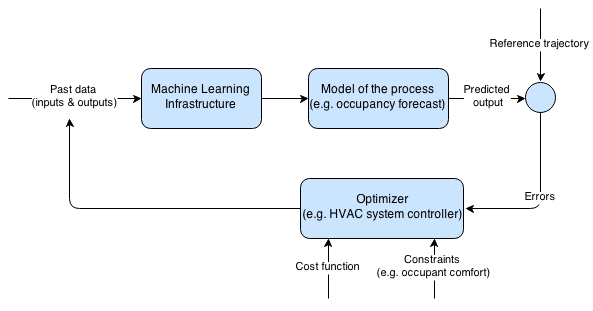 Reference trajectory
Past data
(inputs & outputs)
Machine Learning
Infrastructure
Model of the process
(e.g. occupancy forecast)
Predicted
output
Errors
Optimizer
(e.g. HVAC system controller)
Cost function
Constraints
(e.g. occupant comfort)